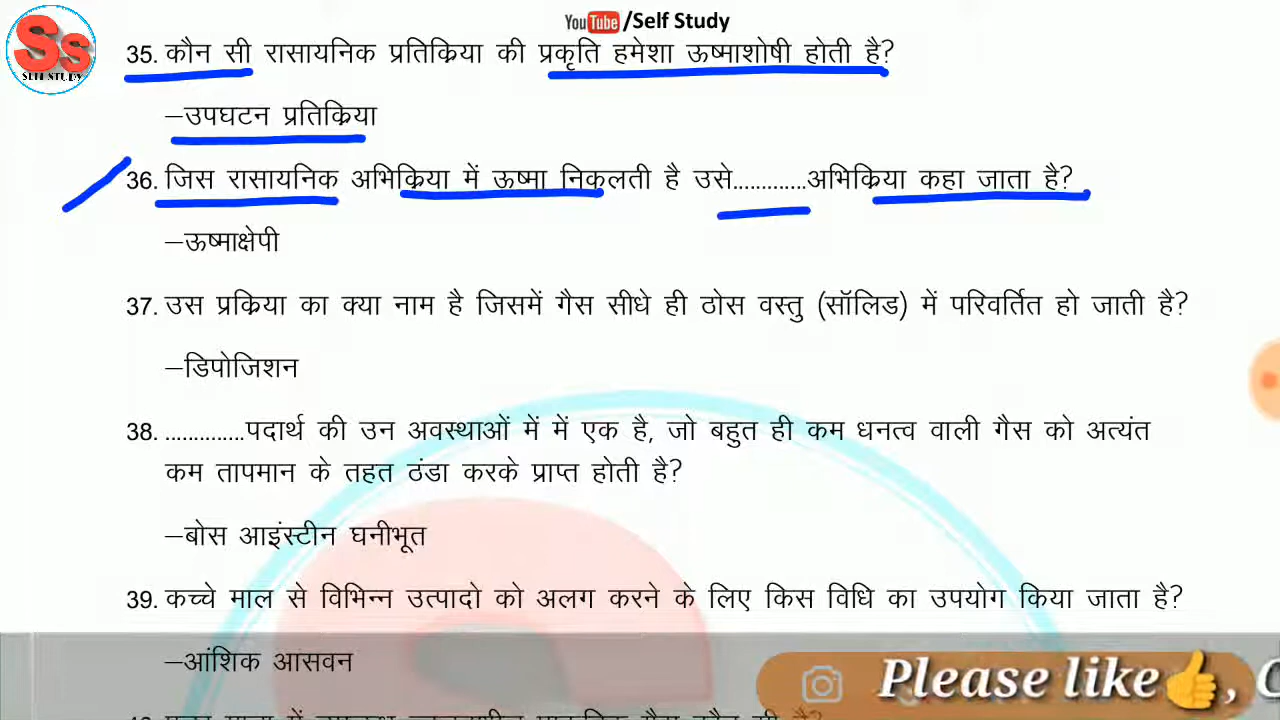 You Tube /Self Study
Ss
SELF STUDY
35. कौन सी रासायनिक प्रतिक्रिया की प्रकृति हमेशा ऊष्माशोषी होती है?
–उपघटन प्रतिक्रिया
36. जिस रासायनिक अभिक्रिया में ऊष्मा निकलती है उसे.............अभिक्रिया कहा जाता है?
–ऊष्माक्षेपी
37. उस प्रक्रिया का क्या नाम है जिसमें गैस सीधे ही ठोस वस्तु (सॉलिड) में परिवर्तित हो जाती है?
–डिपोजिशन
38. ..............पदार्थ की उन अवस्थाओं में में एक है, जो बहुत ही कम धनत्व वाली गैस को अत्यंत
कम तापमान के तहत ठंडा करके प्राप्त होती है?
–बोस आइंस्टीन घनीभूत
39. कच्चे माल से विभिन्न उत्पादो को अलग करने के लिए किस विधि का उपयोग किया जाता है?
–आंशिक आसवन
Please like👍, C